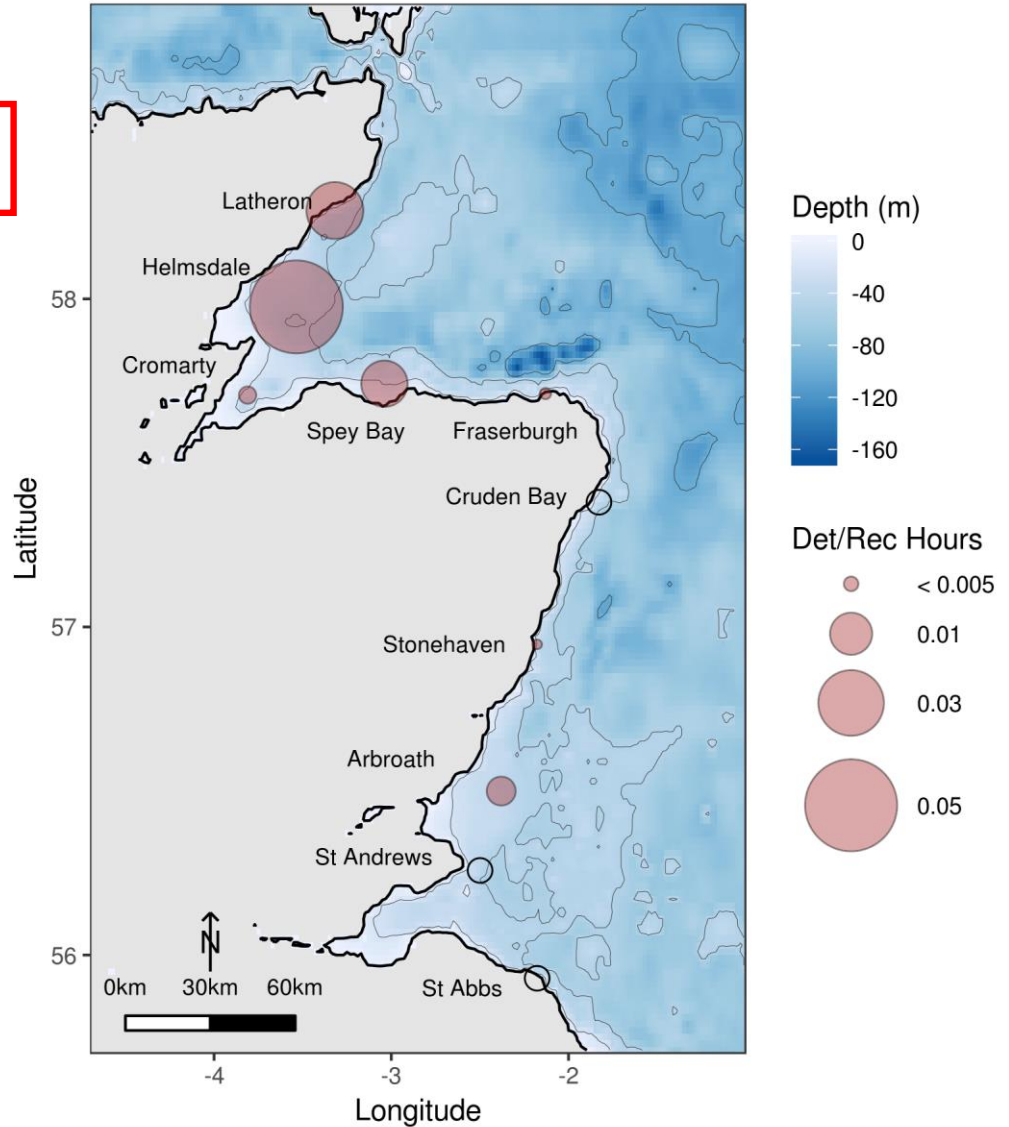 Latheron
Helmsdale
58
Cromarty
Spey Bay
Fraserburgh
Cruden Bay
57
Stonehaven
Arbroath
St Andrews
56
N
0km 30km 60km
St Abbs
-4 -3 -2
Longitude
Latitude
Depth (m)
0
-40
-80
-120
-160
Det/Rec Hours
< 0.005
0.01
0.03
0.05